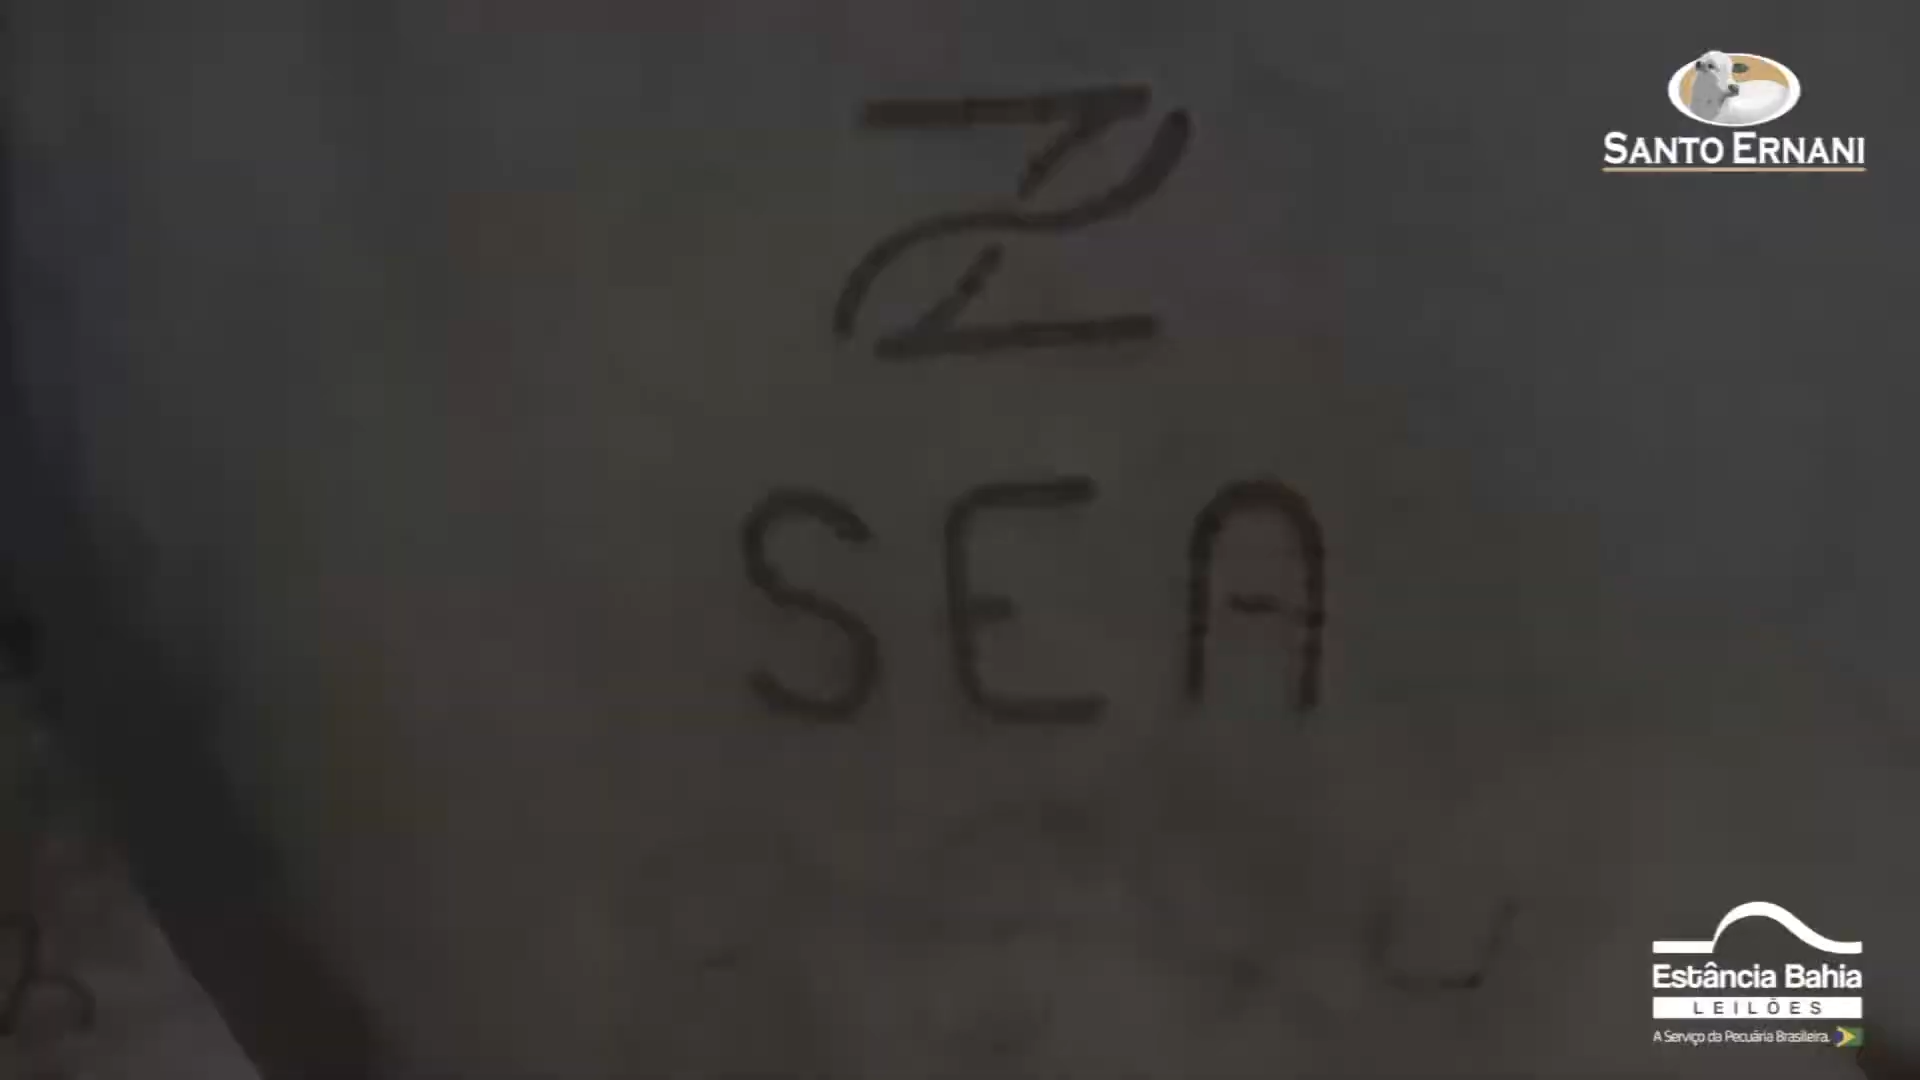 SANTO ERNANI
Z
SEA
Estância Bahia
LEILÕES
A Serviço da Pecuária Brasileira.